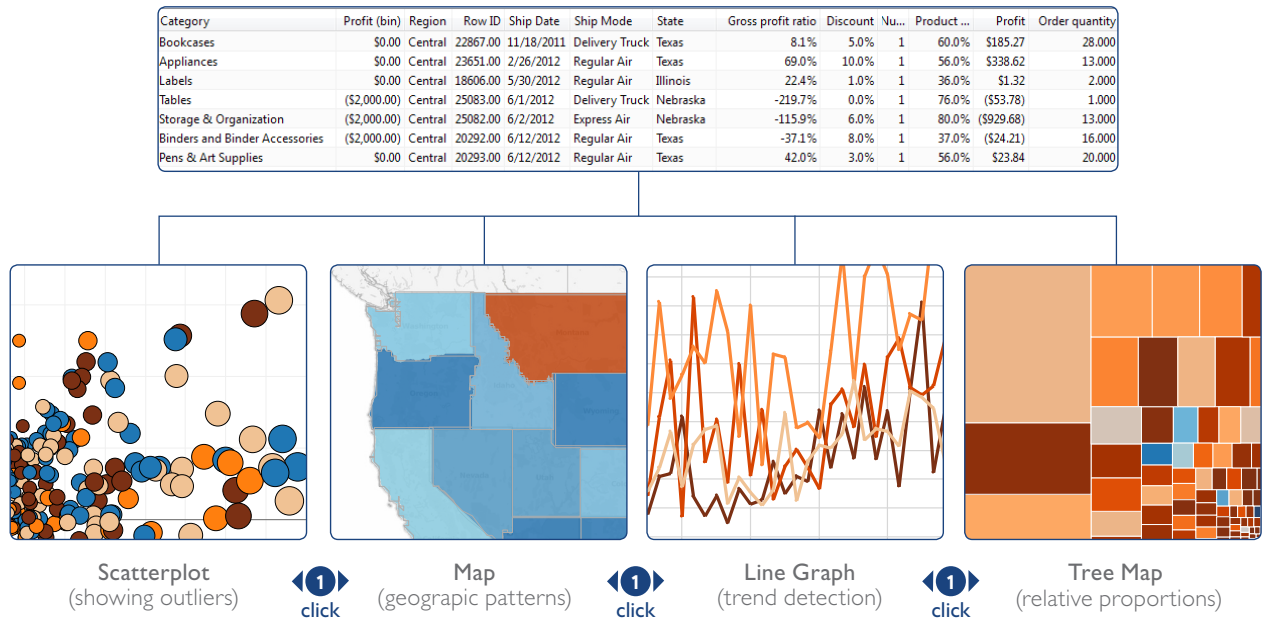 Category Profit (bin) Region Row ID Ship Date Ship Mode State Gross profit ratio Discount Nu... Product ... Profit Order quantity
Bookcases $0.00 Central 22867.00 11/18/2011 Delivery Truck Texas 8.1% 5.0% 1 60.0% $185.27 28.000
Appliances $0.00 Central 23651.00 2/26/2012 Regular Air Texas 69.0% 10.0% 1 56.0% $338.62 13.000
Labels $0.00 Central 18606.00 5/30/2012 Regular Air Illinois 22.4% 1.0% 1 36.0% $1.32 2.000
Tables ($2,000.00) Central 25083.00 6/1/2012 Delivery Truck Nebraska -219.7% 0.0% 1 76.0% ($53.78) 1.000
Storage & Organization ($2,000.00) Central 25082.00 6/2/2012 Express Air Nebraska -115.9% 6.0% 1 80.0% ($929.68) 13.000
Binders and Binder Accessories ($2,000.00) Central 20292.00 6/12/2012 Regular Air Texas -37.1% 8.0% 1 37.0% ($24.21) 16.000
Pens & Art Supplies $0.00 Central 20293.00 6/12/2012 Regular Air Texas 42.0% 3.0% 1 56.0% $23.84 20.000
Scatterplot
(showing outliers)
1
click
Map
(geograpic patterns)
1
click
Line Graph
(trend detection)
1
click
Tree Map
(relative proportions)